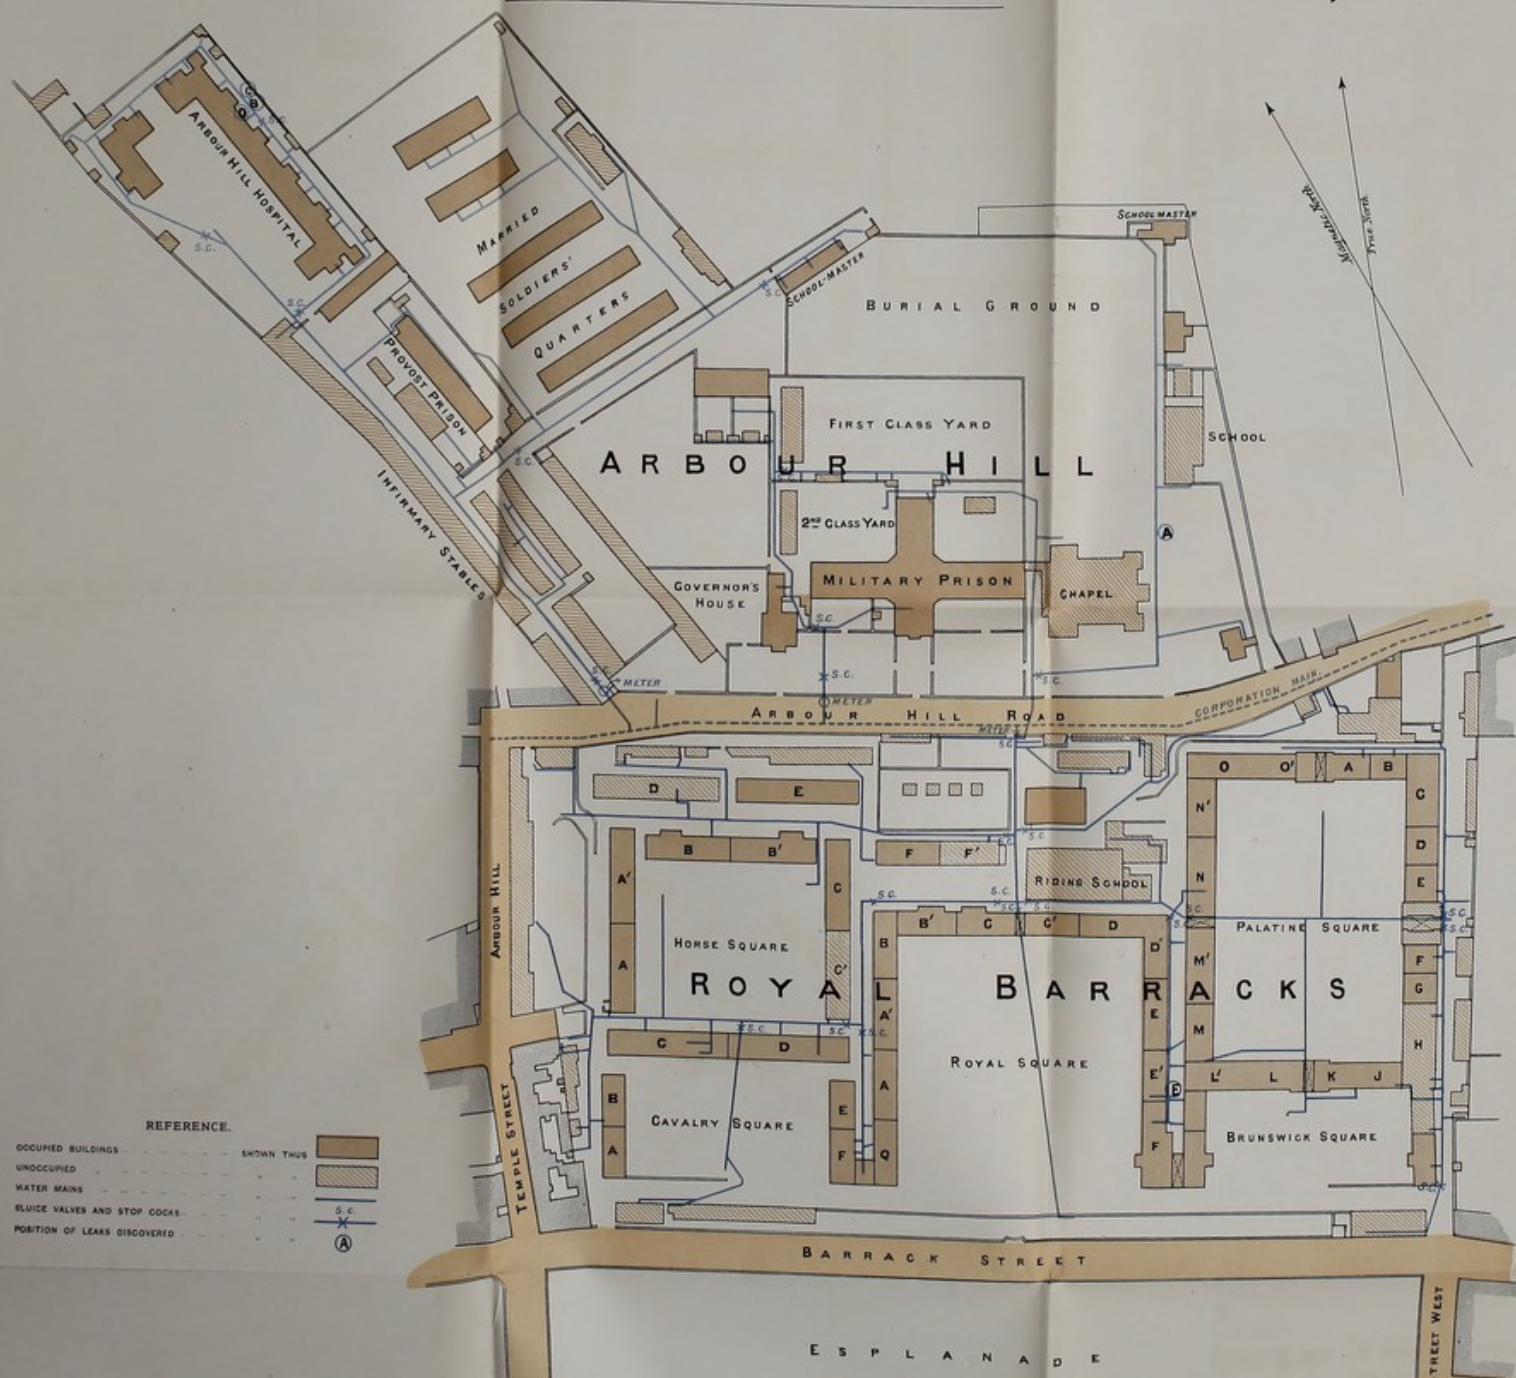 ARBOUR HILL HOSPITAL
C
B
D
S.C.
S.C.
S.C.
MARRIED
SOLDIERS'
QUARTERS
PROVOST PRISON
INFIRMARY STABLES
S.C.
S.C.
SCHOOL-MASTER
SCHOOLMASTER
Magnetic North
True North
BURIAL GROUND
FIRST CLASS YARD
SCHOOL
ARBOUR HILL
2ND CLASS YARD
A
MILITARY PRISON
GOVERNOR'S
HOUSE
CHAPEL
S.C.
S.C.
METER
S.C.
METER
S.C.
ARBOUR HILL ROAD
CORPORATION MAIN
METER
S.C.
D
E
O O' A B
N'
C
B B'
A'
C
F F'
S.C.
S.C.
RIDING SCHOOL
N
D
E
ARBOUR HILL
S.C.
S.C.
S.C.
S.C.
S.C.
S.C.
S.C.
S.C.
B' C C' D
HORSE SQUARE
PALATINE SQUARE
A
C'
B
D'
M'
F
G
ROYAL BARRACKS
A'
E
M
H
S.C.
S.C.
S.C.
C D
ROYAL SQUARE
E'
E
L' L K J
B
A
CAVALRY SQUARE
E
F
A
Q
F
BRUNSWICK SQUARE
S.C.
TEMPLE STREET
REFERENCE.
OCCUPIED BUILDINGS SHOWN THUS
UNOCCUPIED " "
WATER MAINS " "
SLUICE VALVES AND STOP COCKS " " S.C.
POSITION OF LEAKS DISCOVERED " " A
BARRACK STREET
TREET WEST
ESPLANADE